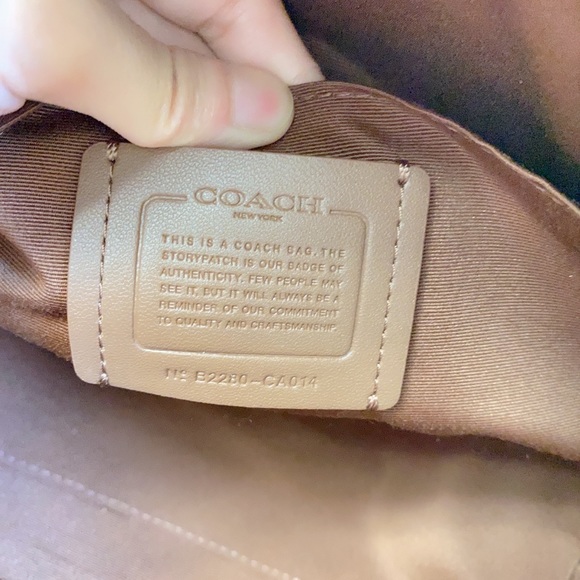 COACH
NEW YORK
THIS IS A COACH BAG. THE
STORYPATCH IS OUR BADGE OF
AUTHENTICITY. FEW PEOPLE MAY
SEE IT, BUT IT WILL ALWAYS BE A
REMINDER OF OUR COMMITMENT
TO QUALITY AND CRAFTSMANSHIP.
Nº E2280-CA014